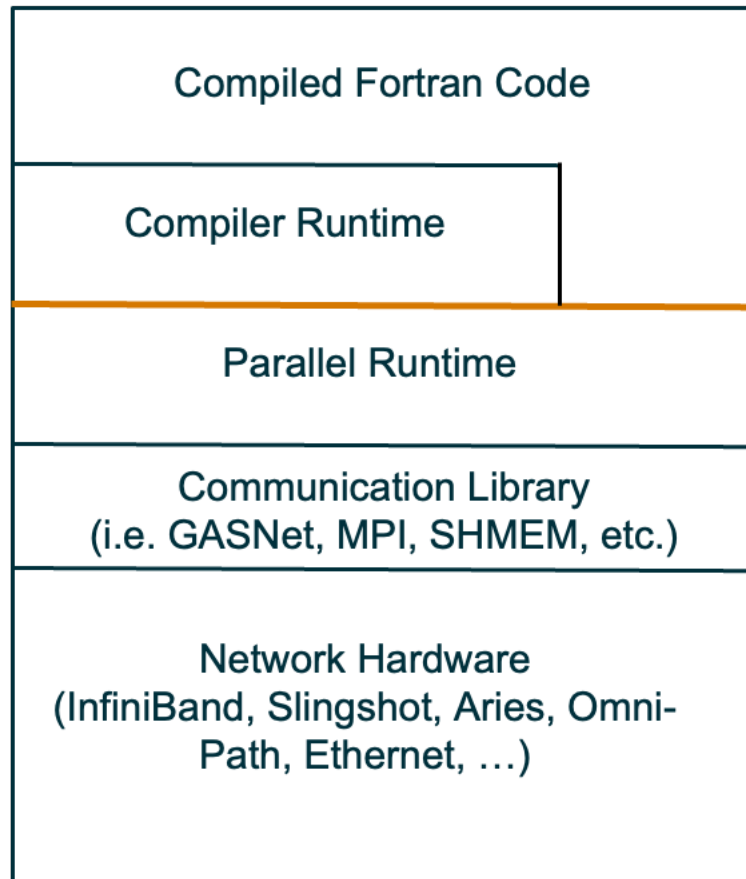 Compiled Fortran Code
Compiler Runtime
Parallel Runtime
Communication Library
(i.e. GASNet, MPI, SHMEM, etc.)
Network Hardware
(InfiniBand, Slingshot, Aries, Omni-
Path, Ethernet, …)